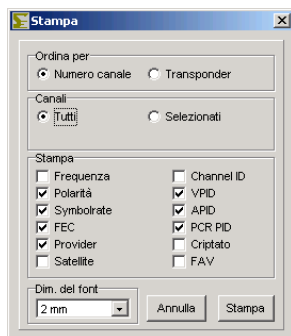 Stampa
Ordina per
Numero canale Transponder
Canali
Tutti Selezionati
Stampa
Frequenza Channel ID
Polarità VPID
Symbolrate APID
FEC PCR PID
Provider Criptato
Satellite FAV
Dim. del font
2 mm Annulla Stampa